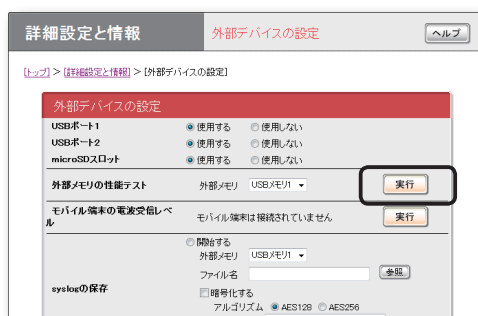 詳細設定と情報 外部デバイスの設定 ヘルプ
[トップ] > [詳細設定と情報] > [外部デバイスの設定]
外部デバイスの設定
USBポート1 使用する 使用しない
USBポート2 使用する 使用しない
microSDスロット 使用する 使用しない
外部メモリの性能テスト 外部メモリ USBメモリ1 実行
モバイル端末の電波受信レベ
ル モバイル端末は接続されていません 実行
開始する
外部メモリ USBメモリ1
ファイル名 参照
syslogの保存 暗号化する
アルゴリズム AES128 AES256